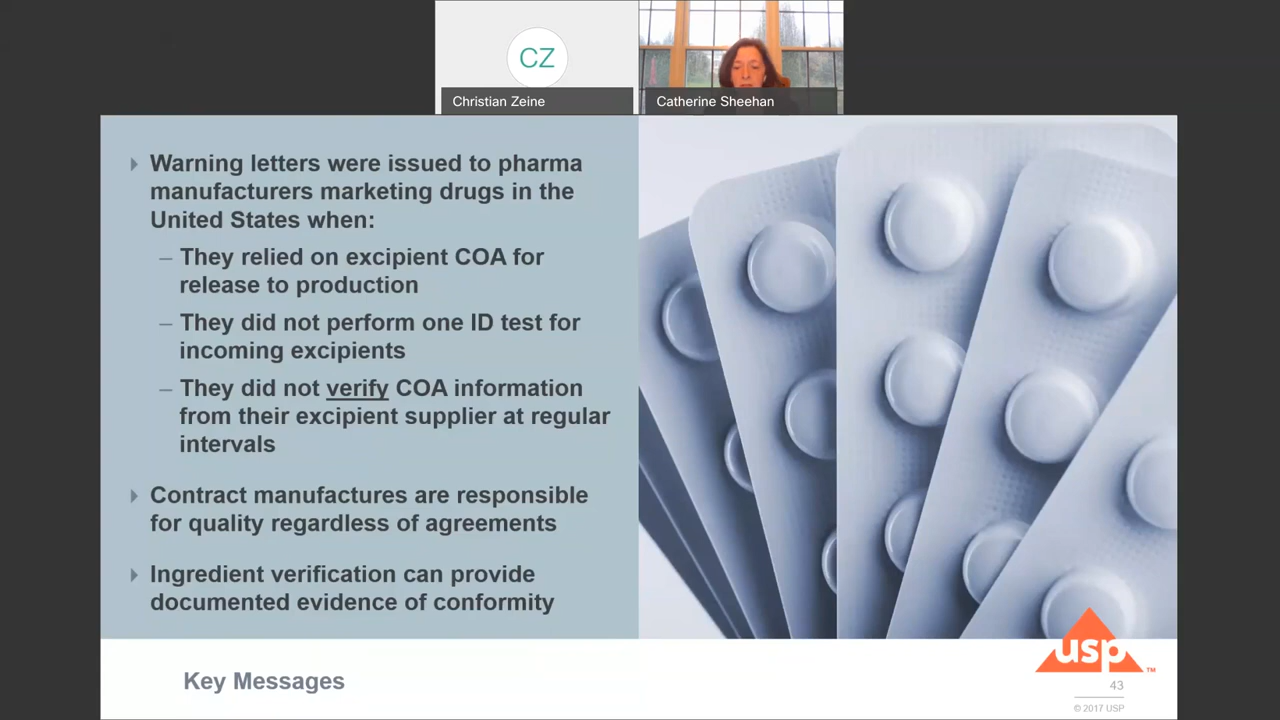 CZ
Christian Zeine
Catherine Sheehan
Warning letters were issued to pharma
manufacturers marketing drugs in the
United States when:
– They relied on excipient COA for
release to production
– They did not perform one ID test for
incoming excipients
– They did not verify COA information
from their excipient supplier at regular
intervals
Contract manufactures are responsible
for quality regardless of agreements
Ingredient verification can provide
documented evidence of conformity
Key Messages
usp™
43
© 2017 USP